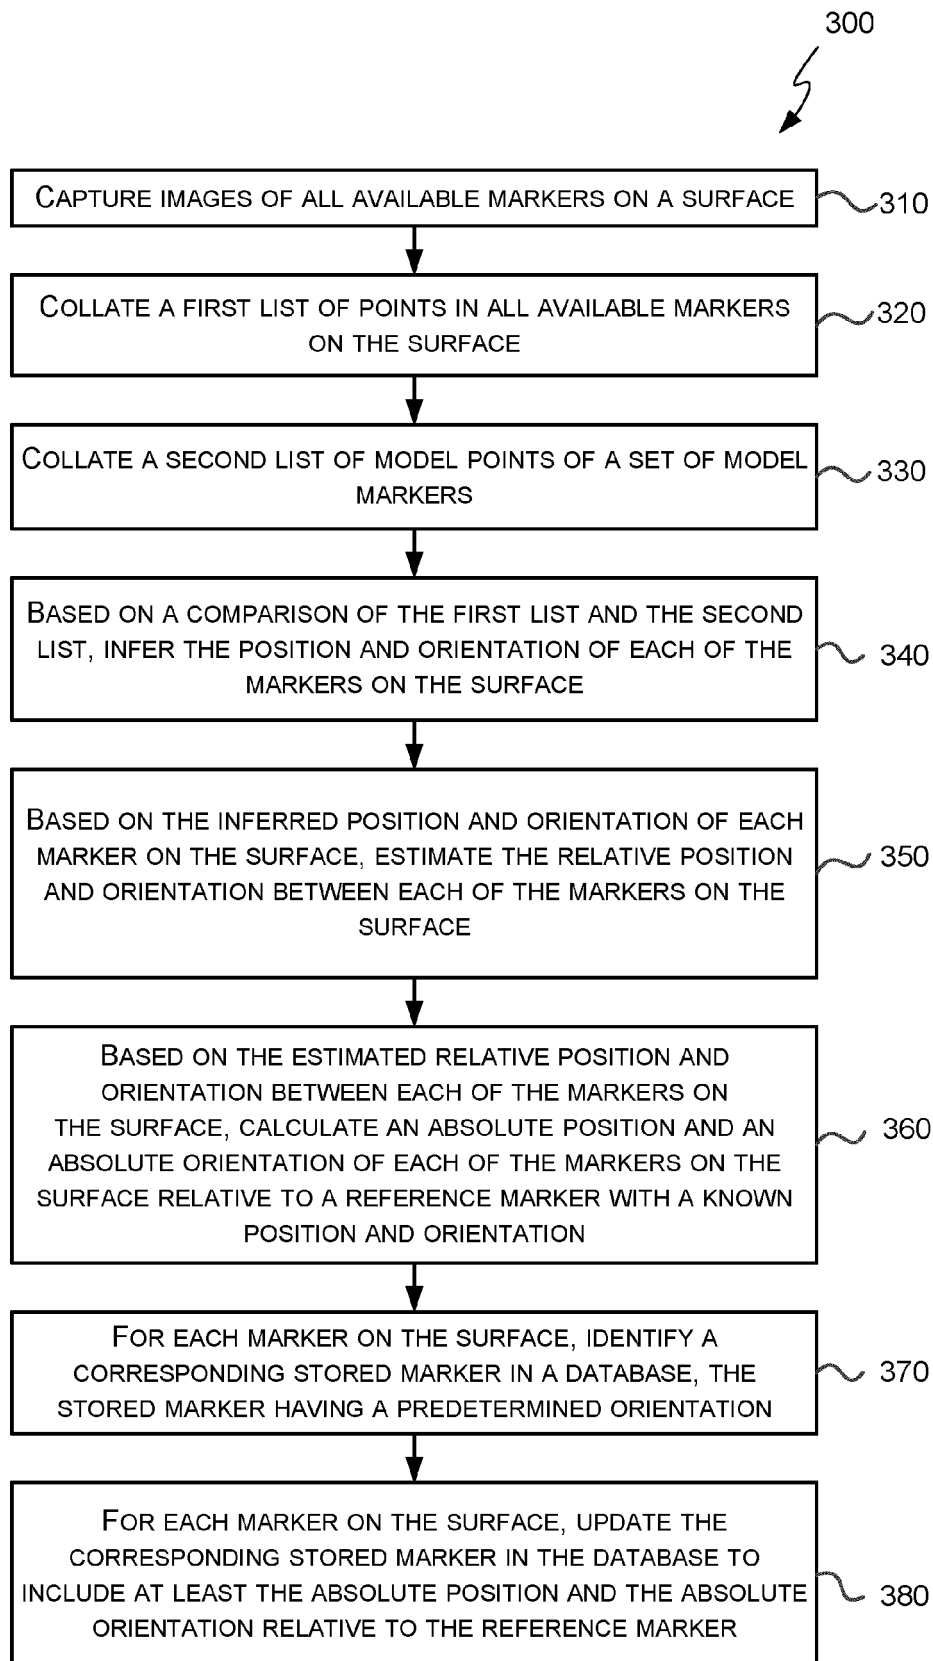 300
CAPTURE IMAGES OF ALL AVAILABLE MARKERS ON A SURFACE
310
COLLATE A FIRST LIST OF POINTS IN ALL AVAILABLE MARKERS
ON THE SURFACE
320
COLLATE A SECOND LIST OF MODEL POINTS OF A SET OF MODEL
MARKERS
330
BASED ON A COMPARISON OF THE FIRST LIST AND THE SECOND
LIST, INFER THE POSITION AND ORIENTATION OF EACH OF THE
MARKERS ON THE SURFACE
340
BASED ON THE INFERRED POSITION AND ORIENTATION OF EACH
MARKER ON THE SURFACE, ESTIMATE THE RELATIVE POSITION
AND ORIENTATION BETWEEN EACH OF THE MARKERS ON THE
SURFACE
350
BASED ON THE ESTIMATED RELATIVE POSITION AND
ORIENTATION BETWEEN EACH OF THE MARKERS ON
THE SURFACE, CALCULATE AN ABSOLUTE POSITION AND AN
ABSOLUTE ORIENTATION OF EACH OF THE MARKERS ON THE
SURFACE RELATIVE TO A REFERENCE MARKER WITH A KNOWN
POSITION AND ORIENTATION
360
FOR EACH MARKER ON THE SURFACE, IDENTIFY A
CORRESPONDING STORED MARKER IN A DATABASE, THE
STORED MARKER HAVING A PREDETERMINED ORIENTATION
370
FOR EACH MARKER ON THE SURFACE, UPDATE THE
CORRESPONDING STORED MARKER IN THE DATABASE TO
INCLUDE AT LEAST THE ABSOLUTE POSITION AND THE ABSOLUTE
ORIENTATION RELATIVE TO THE REFERENCE MARKER
380